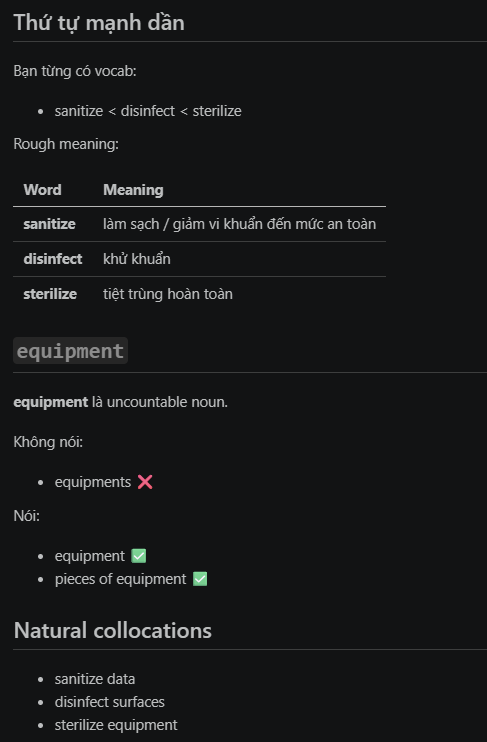 Thứ tự mạnh dần
Bạn từng có vocab:
• sanitize < disinfect < sterilize
Rough meaning:
Word Meaning
sanitize làm sạch / giảm vi khuẩn đến mức an toàn
disinfect khử khuẩn
sterilize tiệt trùng hoàn toàn
equipment
equipment là uncountable noun.
Không nói:
• equipments ❌
Nói:
• equipment ✅
• pieces of equipment ✅
Natural collocations
• sanitize data
• disinfect surfaces
• sterilize equipment